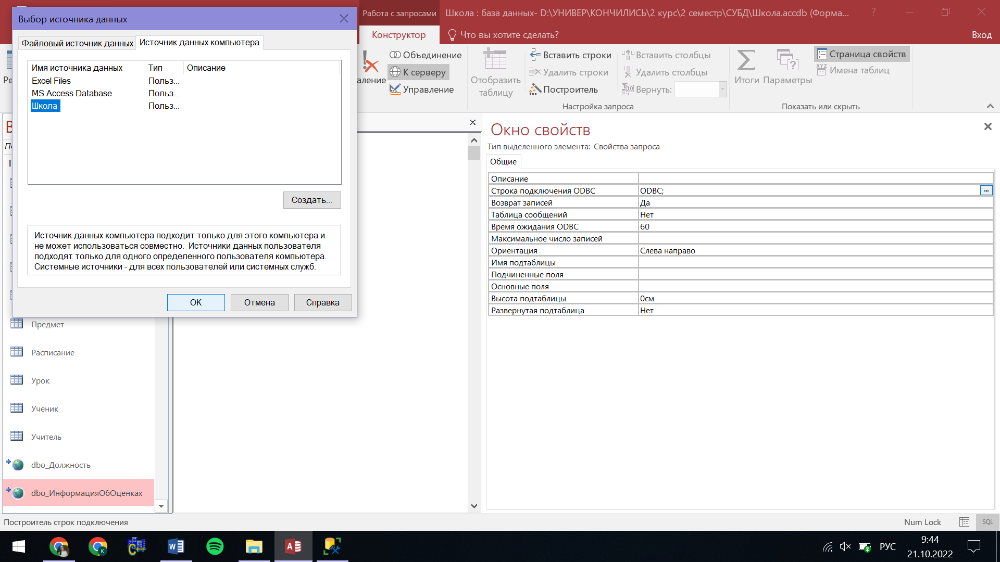 Выбор источника данных
Файловый источник данных
Источник данных компьютера
Имя источника данных
Тип
Описание
Excel Files
Польз...
MS Access Database
Польз...
Школа
Польз...
Создать...
Источник данных компьютера подходит только для этого компьютера и
не может использоваться совместно. Источники данных пользователя
подходят только для одного определенного пользователя компьютера.
Системные источники - для всех пользователей или системных служб.
OK
Отмена
Справка
Работа с запросами
Школа : база данных- D:\УНИВЕР\КОНЧИЛИСЬ\2 курс\2 семестр\СУБД\Школа.accdb (Форма...
?
Конструктор
Что вы хотите сделать?
Вход
Объединение
К серверу
Управление
Отобразить
таблицу
Вставить строки
Удалить строки
Построитель
Вставить столбцы
Удалить столбцы
Вернуть:
Настройка запроса
Итоги
Параметры
Страница свойств
Имена таблиц
Показать или скрыть
Окно свойств
Тип выделенного элемента: Свойства запроса
Общие
Описание
Строка подключения ODBC
ODBC;
...
Возврат записей
Да
Таблица сообщений
Нет
Время ожидания ODBC
60
Максимальное число записей
Ориентация
Слева направо
Имя подтаблицы
Подчиненные поля
Основные поля
Высота подтаблицы
0см
Развернутая подтаблица
Нет
Предмет
Расписание
Урок
Ученик
Учитель
dbo_Должность
dbo_ИнформацияОбОценках
Построитель строк подключения
Num Lock
SQL
РУС
9:44
21.10.2022